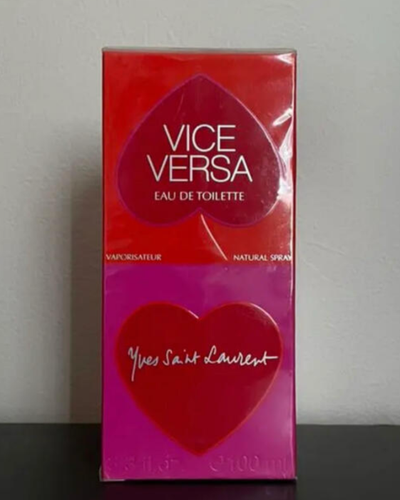 VICE
VERSA
EAU DE TOILETTE
VAPORISATEUR NATURAL SPRAY
Yves Saint Laurent
e 100 ml